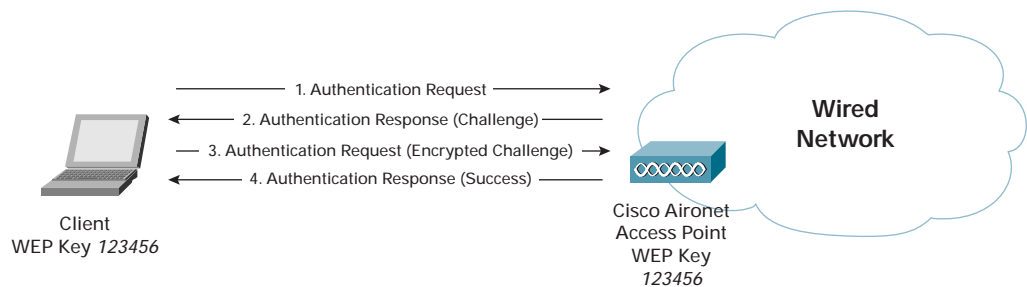 1. Authentication Request
2. Authentication Response (Challenge)
3. Authentication Request (Encrypted Challenge)
4. Authentication Response (Success)
Wired
Network
Client
WEP Key 123456
Cisco Aironet
Access Point
WEP Key
123456